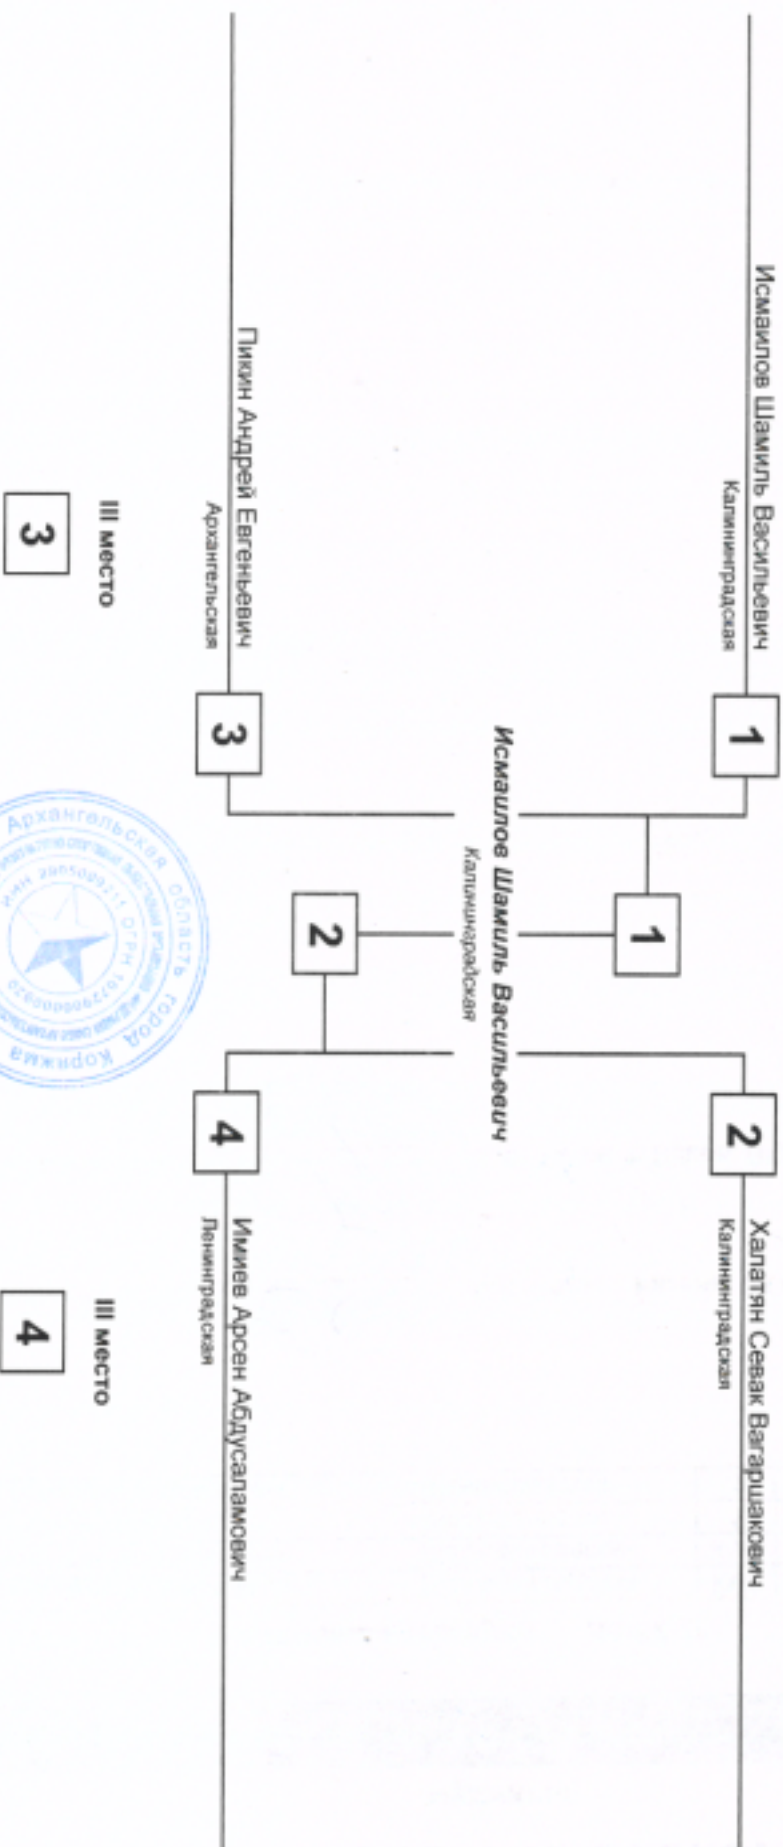 Исмаилов Шамиль Васильевич
Калининградская
1
2
Халатян Севак Вагаршакович
Калининградская
1
Исмаилов Шамиль Васильевич
Калининградская
2
Пикин Андрей Евгеньевич
Архангельская
3
4
Имиев Арсен Абдусаламович
Ленинградская
III место
3
III место
4
Архангельская область город Коряжма